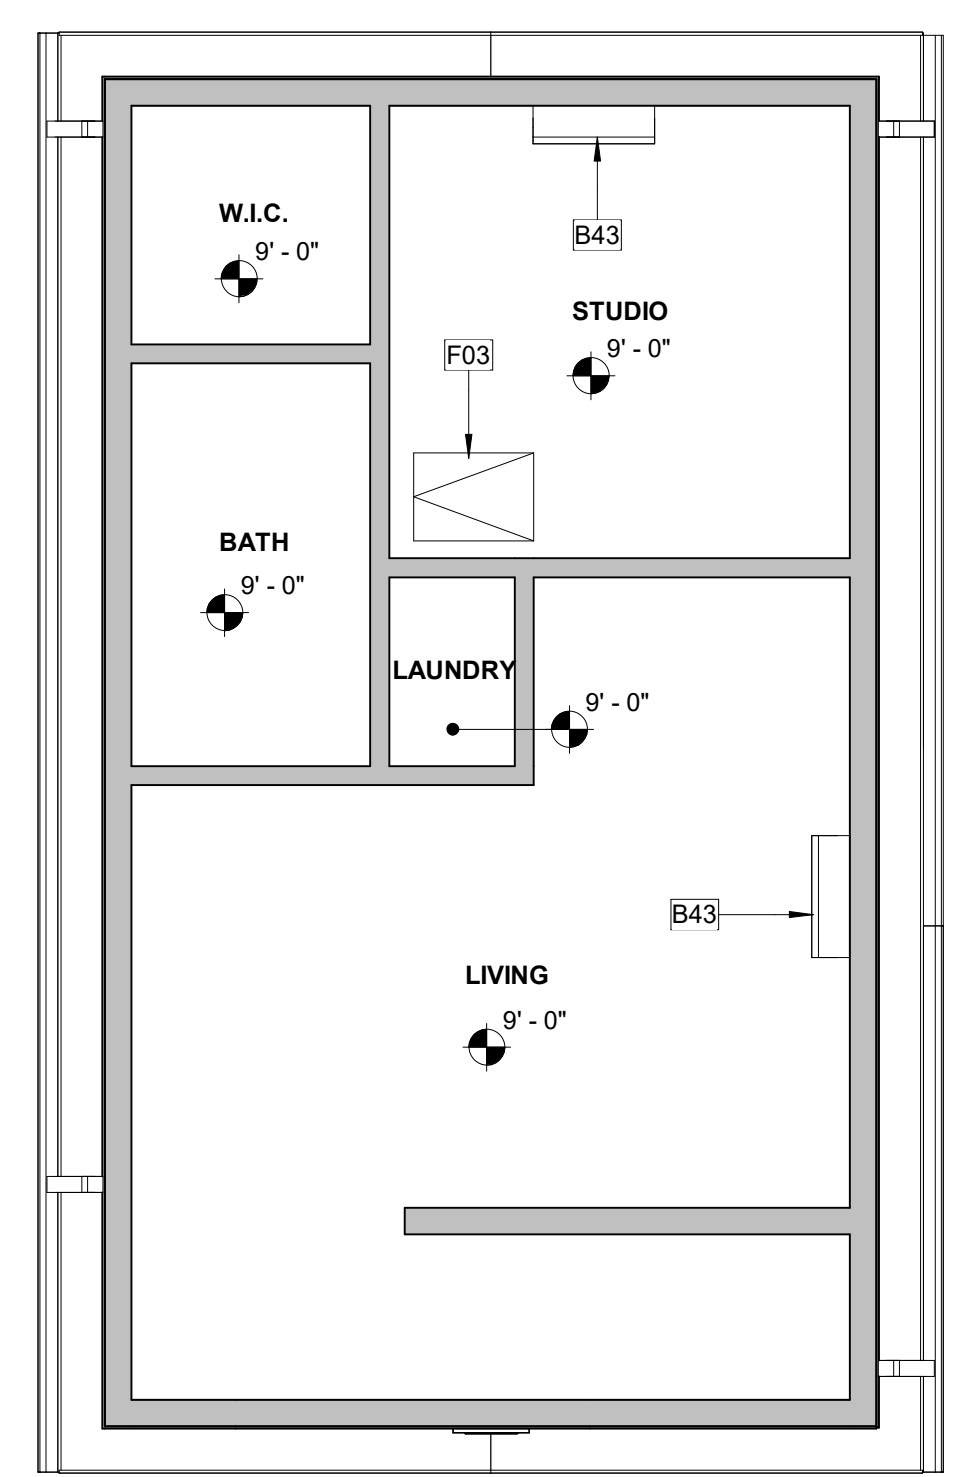 W.I.C.
9' - 0"
B43
STUDIO
9' - 0"
F03
BATH
9' - 0"
LAUNDRY
9' - 0"
B43
LIVING
9' - 0"